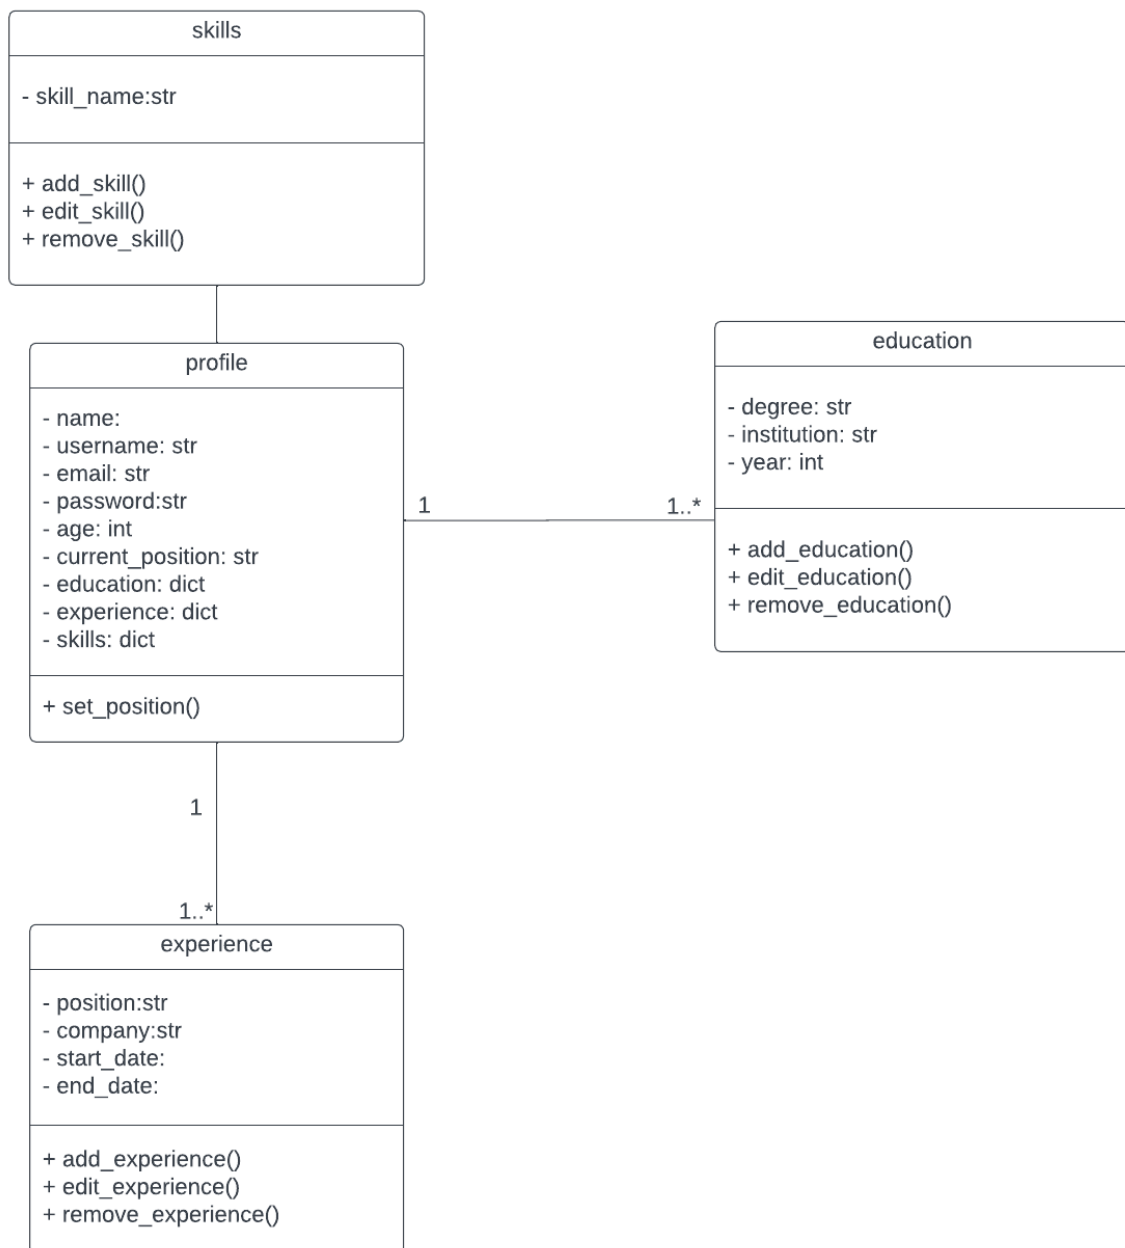 skills
- skill_name:str
+ add_skill()
+ edit_skill()
+ remove_skill()
profile
- name:
- username: str
- email: str
- password:str
- age: int
- current_position: str
- education: dict
- experience: dict
- skills: dict
+ set_position()
1
1..*
education
- degree: str
- institution: str
- year: int
+ add_education()
+ edit_education()
+ remove_education()
1
1..*
experience
- position:str
- company:str
- start_date:
- end_date:
+ add_experience()
+ edit_experience()
+ remove_experience()